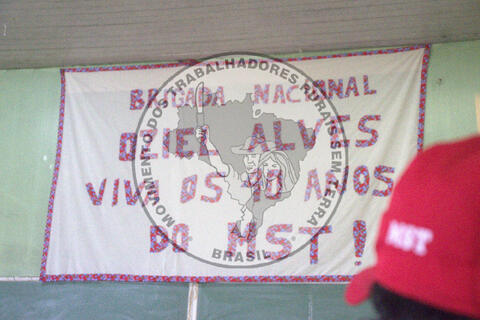 BRIGADA NACIONAL
OZIEL ALVES
VIVA OS 40 ANOS
DO MST!
MOVIMENTO DOS TRABALHADORES RURAIS SEM TERRA
BRASIL
MST